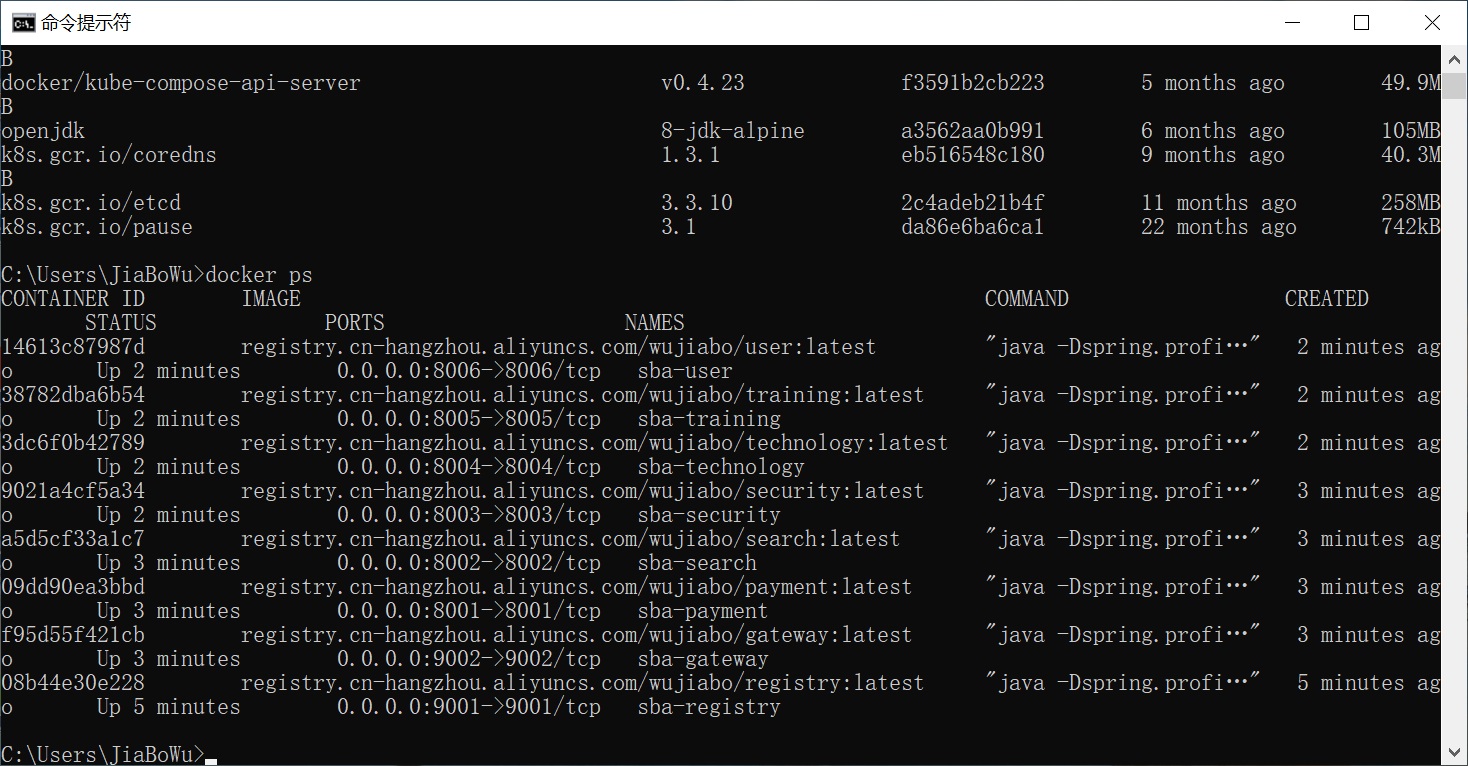 命令提示符
B
docker/kube-compose-api-server v0.4.23 f3591b2cb223 5 months ago 49.9M
B
openjdk 8-jdk-alpine a3562aa0b991 6 months ago 105MB
k8s.gcr.io/coredns 1.3.1 eb516548c180 9 months ago 40.3M
B
k8s.gcr.io/etcd 3.3.10 2c4adeb21b4f 11 months ago 258MB
k8s.gcr.io/pause 3.1 da86e6ba6ca1 22 months ago 742kB
C:\Users\JiaBoWu>docker ps
CONTAINER ID IMAGE COMMAND CREATED
STATUS PORTS NAMES
14613c87987d registry.cn-hangzhou.aliyuncs.com/wujiabo/user:latest "java -Dspring.profi…" 2 minutes ag
o Up 2 minutes 0.0.0.0:8006->8006/tcp sba-user
38782dba6b54 registry.cn-hangzhou.aliyuncs.com/wujiabo/training:latest "java -Dspring.profi…" 2 minutes ag
o Up 2 minutes 0.0.0.0:8005->8005/tcp sba-training
3dc6f0b42789 registry.cn-hangzhou.aliyuncs.com/wujiabo/technology:latest "java -Dspring.profi…" 2 minutes ag
o Up 2 minutes 0.0.0.0:8004->8004/tcp sba-technology
9021a4cf5a34 registry.cn-hangzhou.aliyuncs.com/wujiabo/security:latest "java -Dspring.profi…" 3 minutes ag
o Up 2 minutes 0.0.0.0:8003->8003/tcp sba-security
a5d5cf33a1c7 registry.cn-hangzhou.aliyuncs.com/wujiabo/search:latest "java -Dspring.profi…" 3 minutes ag
o Up 3 minutes 0.0.0.0:8002->8002/tcp sba-search
09dd90ea3bbd registry.cn-hangzhou.aliyuncs.com/wujiabo/payment:latest "java -Dspring.profi…" 3 minutes ag
o Up 3 minutes 0.0.0.0:8001->8001/tcp sba-payment
f95d55f421cb registry.cn-hangzhou.aliyuncs.com/wujiabo/gateway:latest "java -Dspring.profi…" 3 minutes ag
o Up 3 minutes 0.0.0.0:9002->9002/tcp sba-gateway
08b44e30e228 registry.cn-hangzhou.aliyuncs.com/wujiabo/registry:latest "java -Dspring.profi…" 5 minutes ag
o Up 5 minutes 0.0.0.0:9001->9001/tcp sba-registry
C:\Users\JiaBoWu>